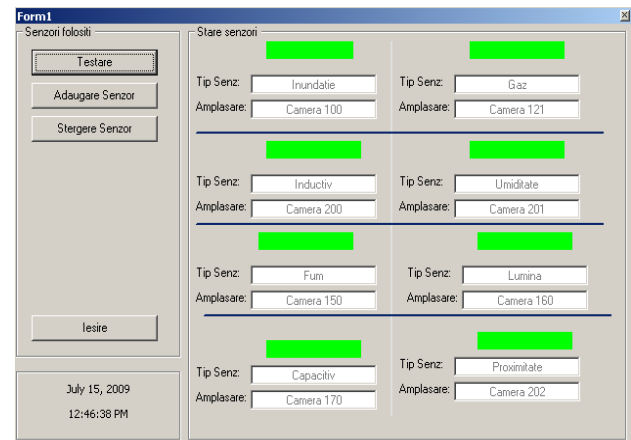 Form1
Senzori folositi
Testare
Adaugare Senzor
Stergere Senzor
Iesire
July 15, 2009
12:46:38 PM
Stare senzori
Tip Senz: Inundatie
Amplasare: Camera 100
Tip Senz: Gaz
Amplasare: Camera 121
Tip Senz: Inductiv
Amplasare: Camera 200
Tip Senz: Umiditate
Amplasare: Camera 201
Tip Senz: Fum
Amplasare: Camera 150
Tip Senz: Lumina
Amplasare: Camera 160
Tip Senz: Capacitiv
Amplasare: Camera 170
Tip Senz: Proximitate
Amplasare: Camera 202